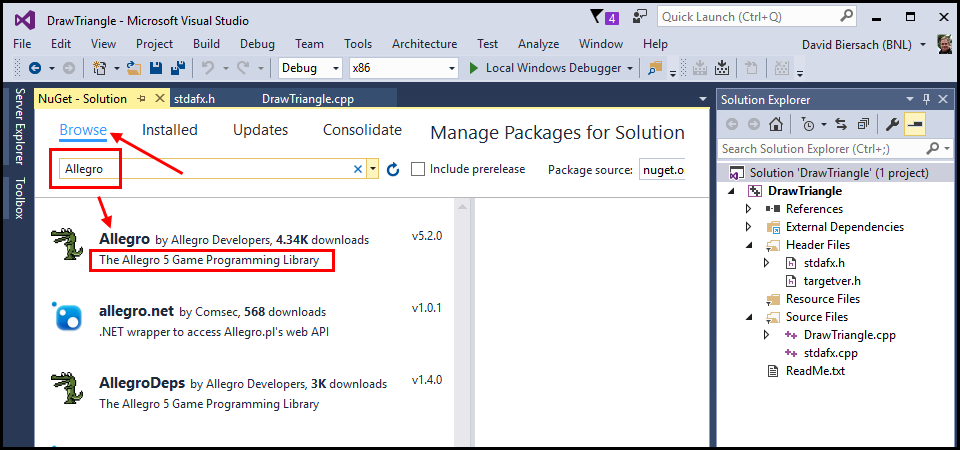 DrawTriangle - Microsoft Visual Studio
4
Quick Launch (Ctrl+Q)
File Edit View Project Build Debug Team Tools Architecture Test Analyze Window Help
David Biersach (BNL)
Debug x86 Local Windows Debugger
Server Explorer
Toolbox
NuGet - Solution stdafx.h DrawTriangle.cpp
Browse Installed Updates Consolidate Manage Packages for Solution
Allegro
Include prerelease Package source: nuget.o
Allegro by Allegro Developers, 4.34K downloads v5.2.0
The Allegro 5 Game Programming Library
allegro.net by Comsec, 568 downloads v1.0.1
.NET wrapper to access Allegro.pl's web API
AllegroDeps by Allegro Developers, 3K downloads v1.4.0
The Allegro 5 Game Programming Library
Solution Explorer
Search Solution Explorer (Ctrl+;)
Solution 'DrawTriangle' (1 project)
DrawTriangle
References
External Dependencies
Header Files
stdafx.h
targetver.h
Resource Files
Source Files
DrawTriangle.cpp
stdafx.cpp
ReadMe.txt